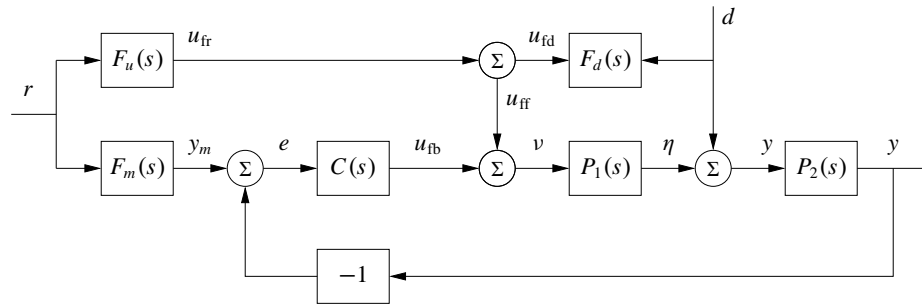 d
u_fr
u_fd
F_u(s)
Σ
F_d(s)
r
u_ff
y_m
e
u_fb
ν
η
y
y
F_m(s)
Σ
C(s)
Σ
P_1(s)
Σ
P_2(s)
−1